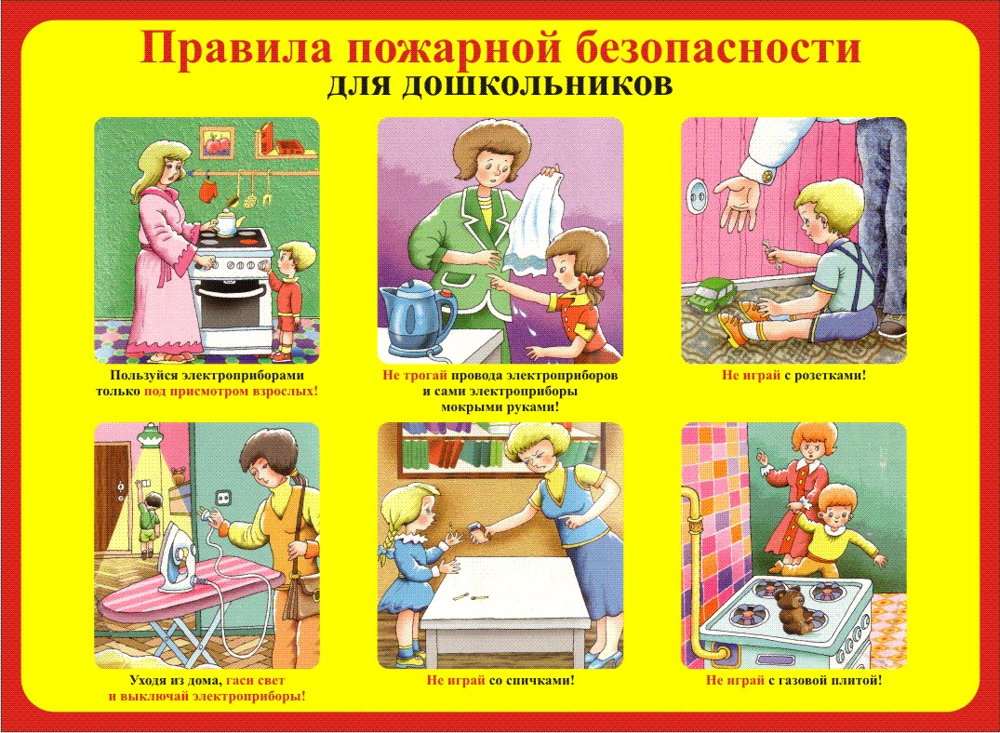 Правила пожарной безопасности
для дошкольников
Пользуйся электроприборами
только под присмотром взрослых!
Не трогай провода электроприборов
и сами электроприборы
мокрыми руками!
Не играй с розетками!
Уходя из дома, гаси свет
и выключай электроприборы!
Не играй со спичками!
Не играй с газовой плитой!